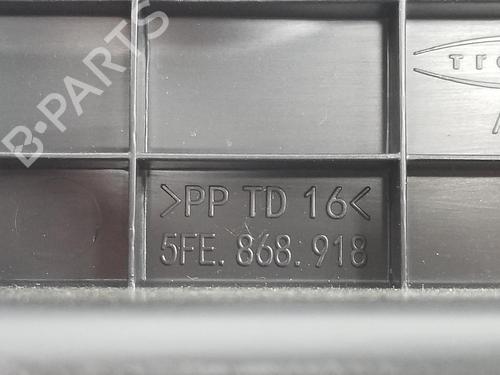 B-PARTS
>PP TD 16<
5FE. 868. 918